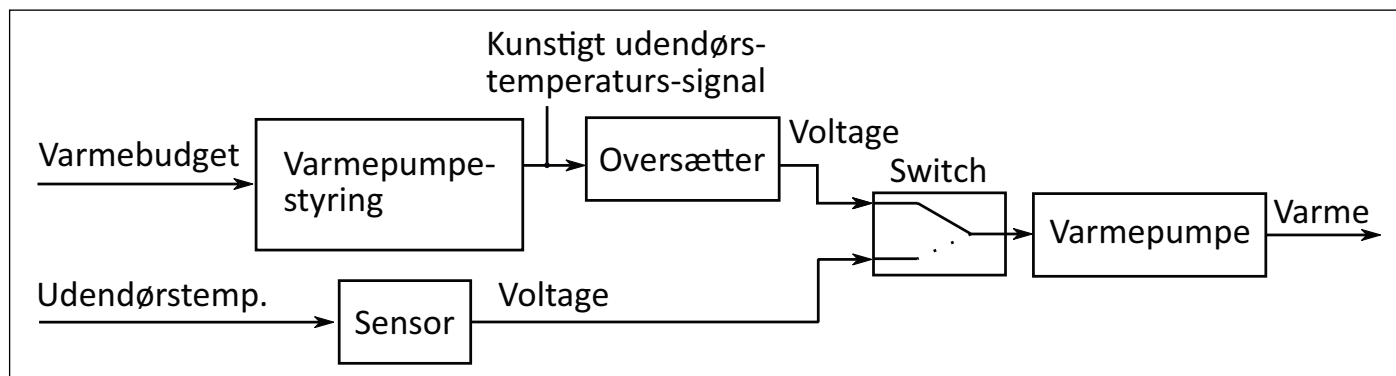 Kunstigt udendørs-
temperaturs-signal
Varmebudget
Varmepumpe-
styring
Oversætter
Voltage
Switch
Varmepumpe
Varme
Udendørstemp.
Sensor
Voltage